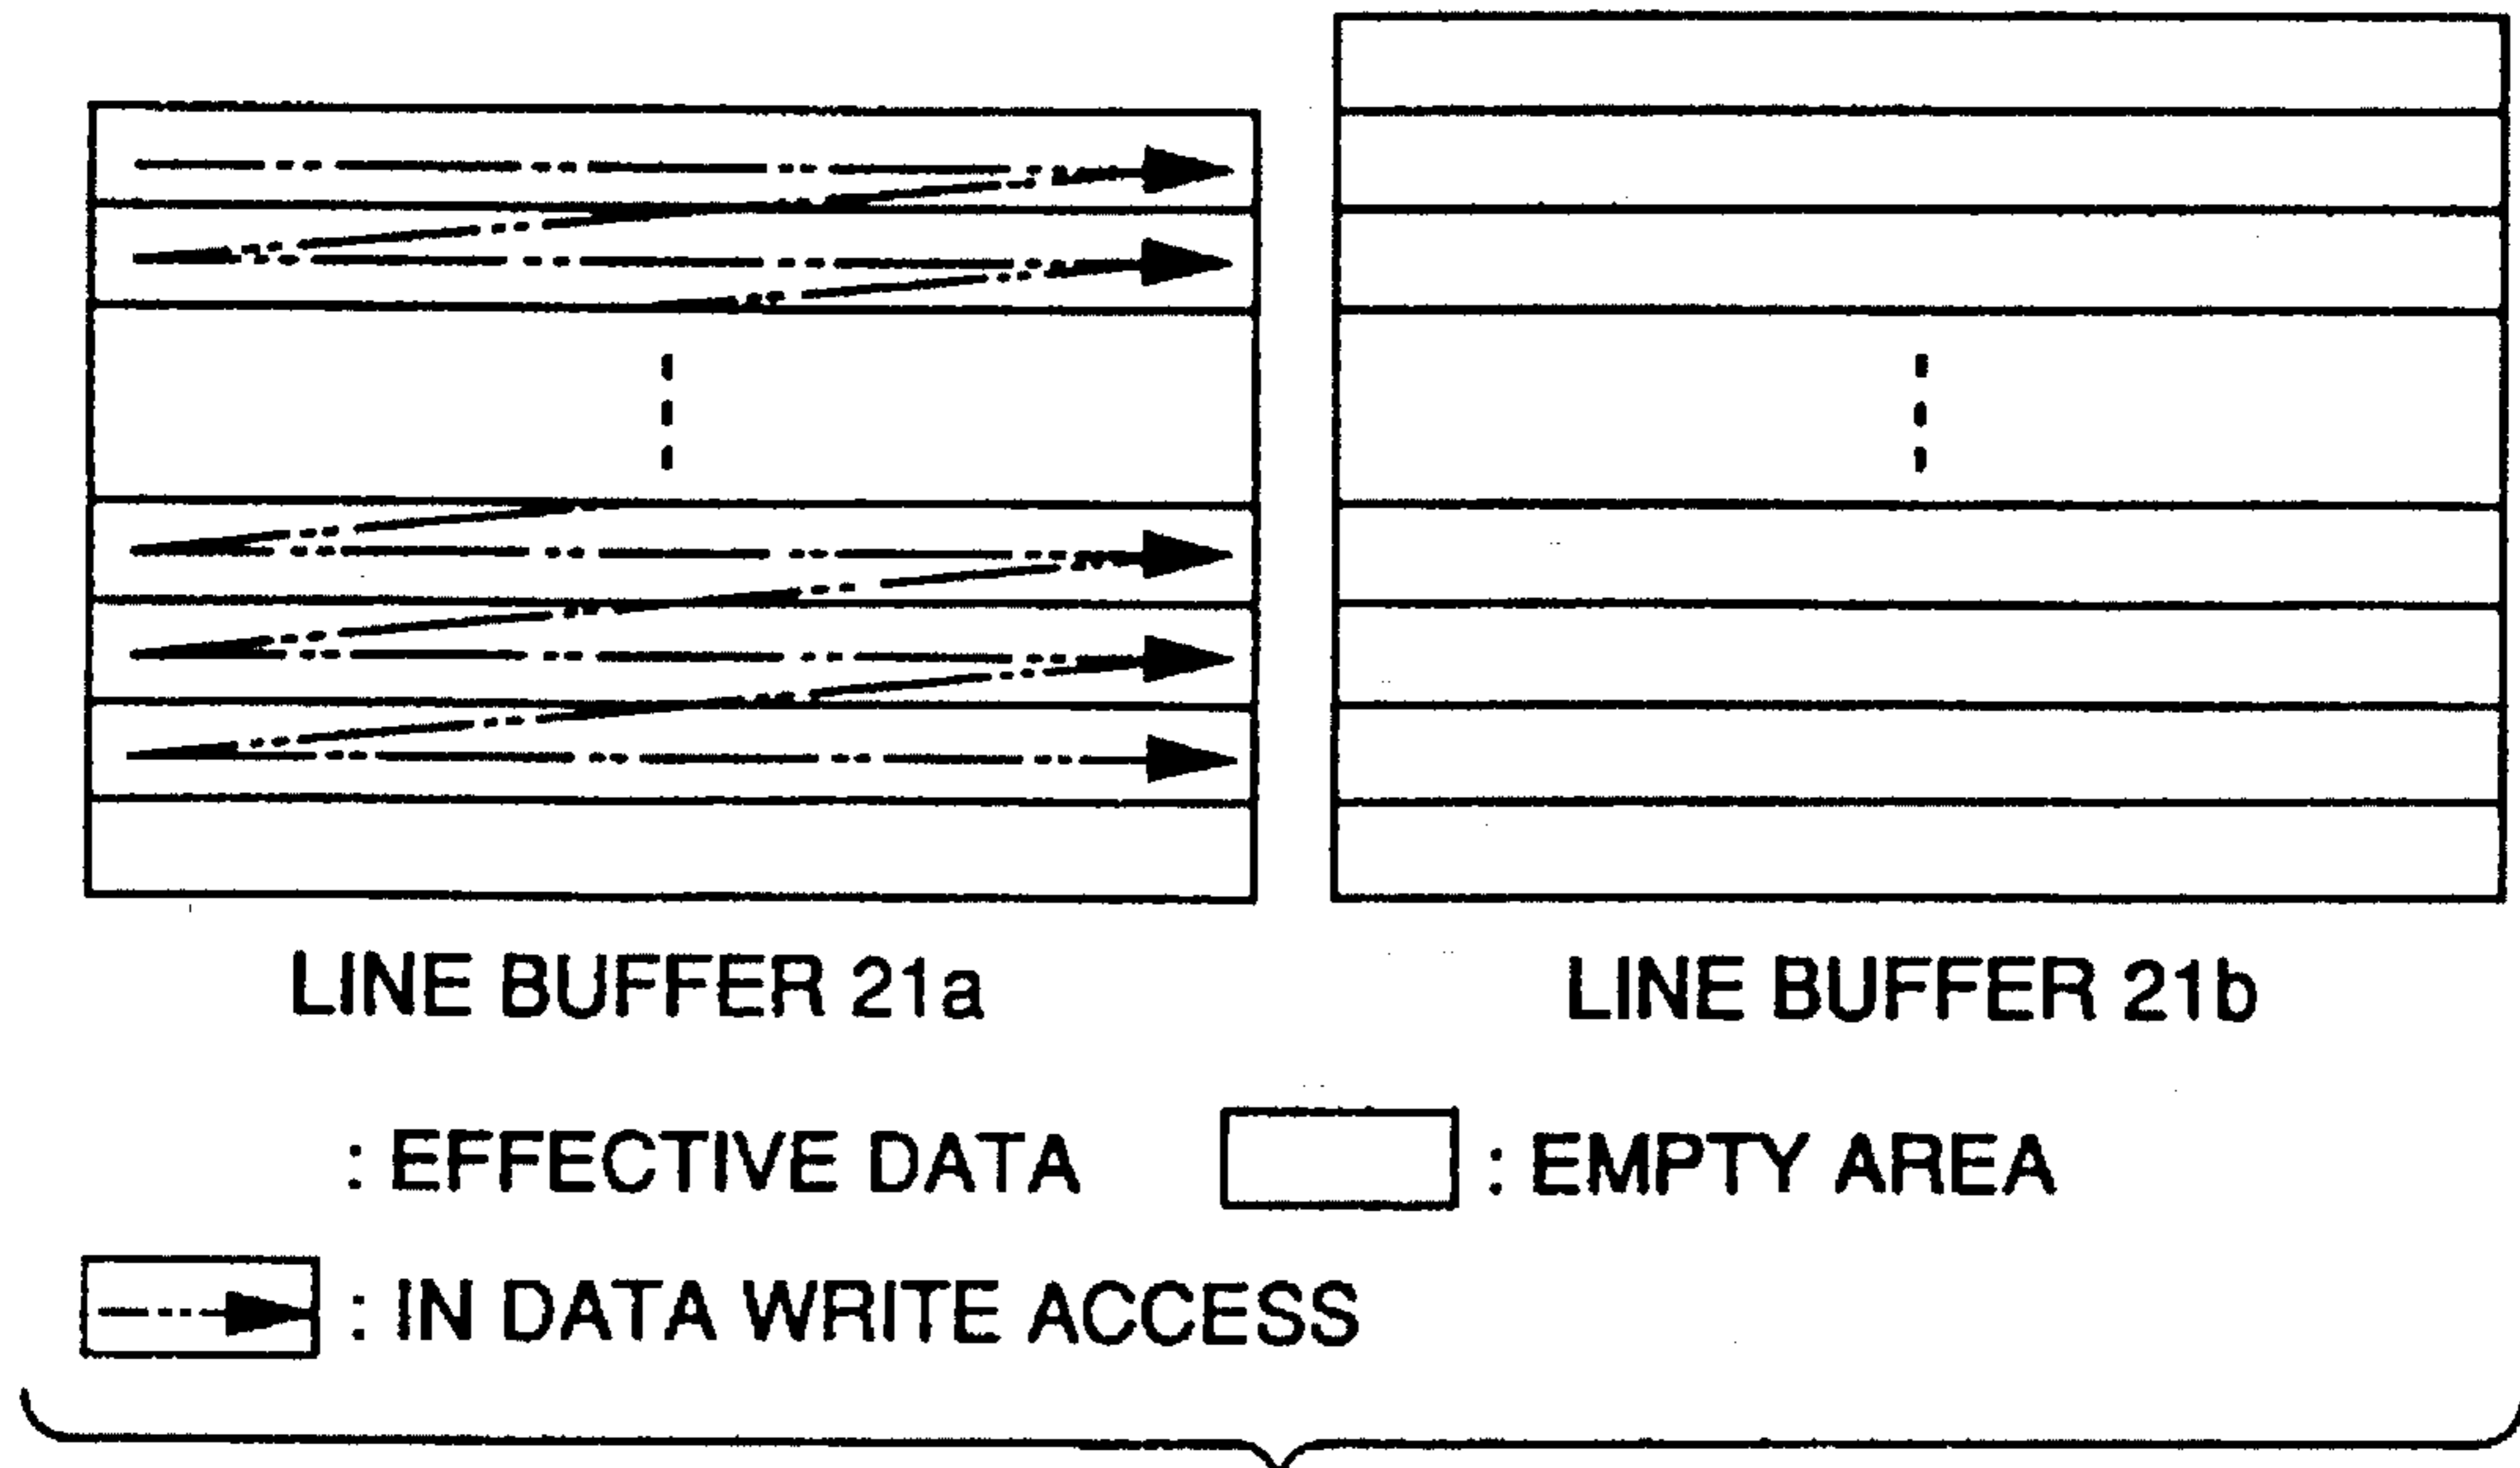 LINE BUFFER 21a
LINE BUFFER 21b
: EFFECTIVE DATA
: EMPTY AREA
: IN DATA WRITE ACCESS